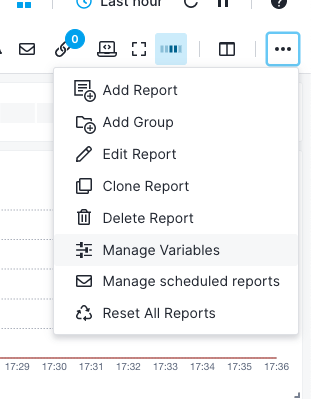 Last hour
0
Add Report
Add Group
Edit Report
Clone Report
Delete Report
Manage Variables
Manage scheduled reports
Reset All Reports
17:29 17:30 17:31 17:32 17:33 17:34 17:35 17:36